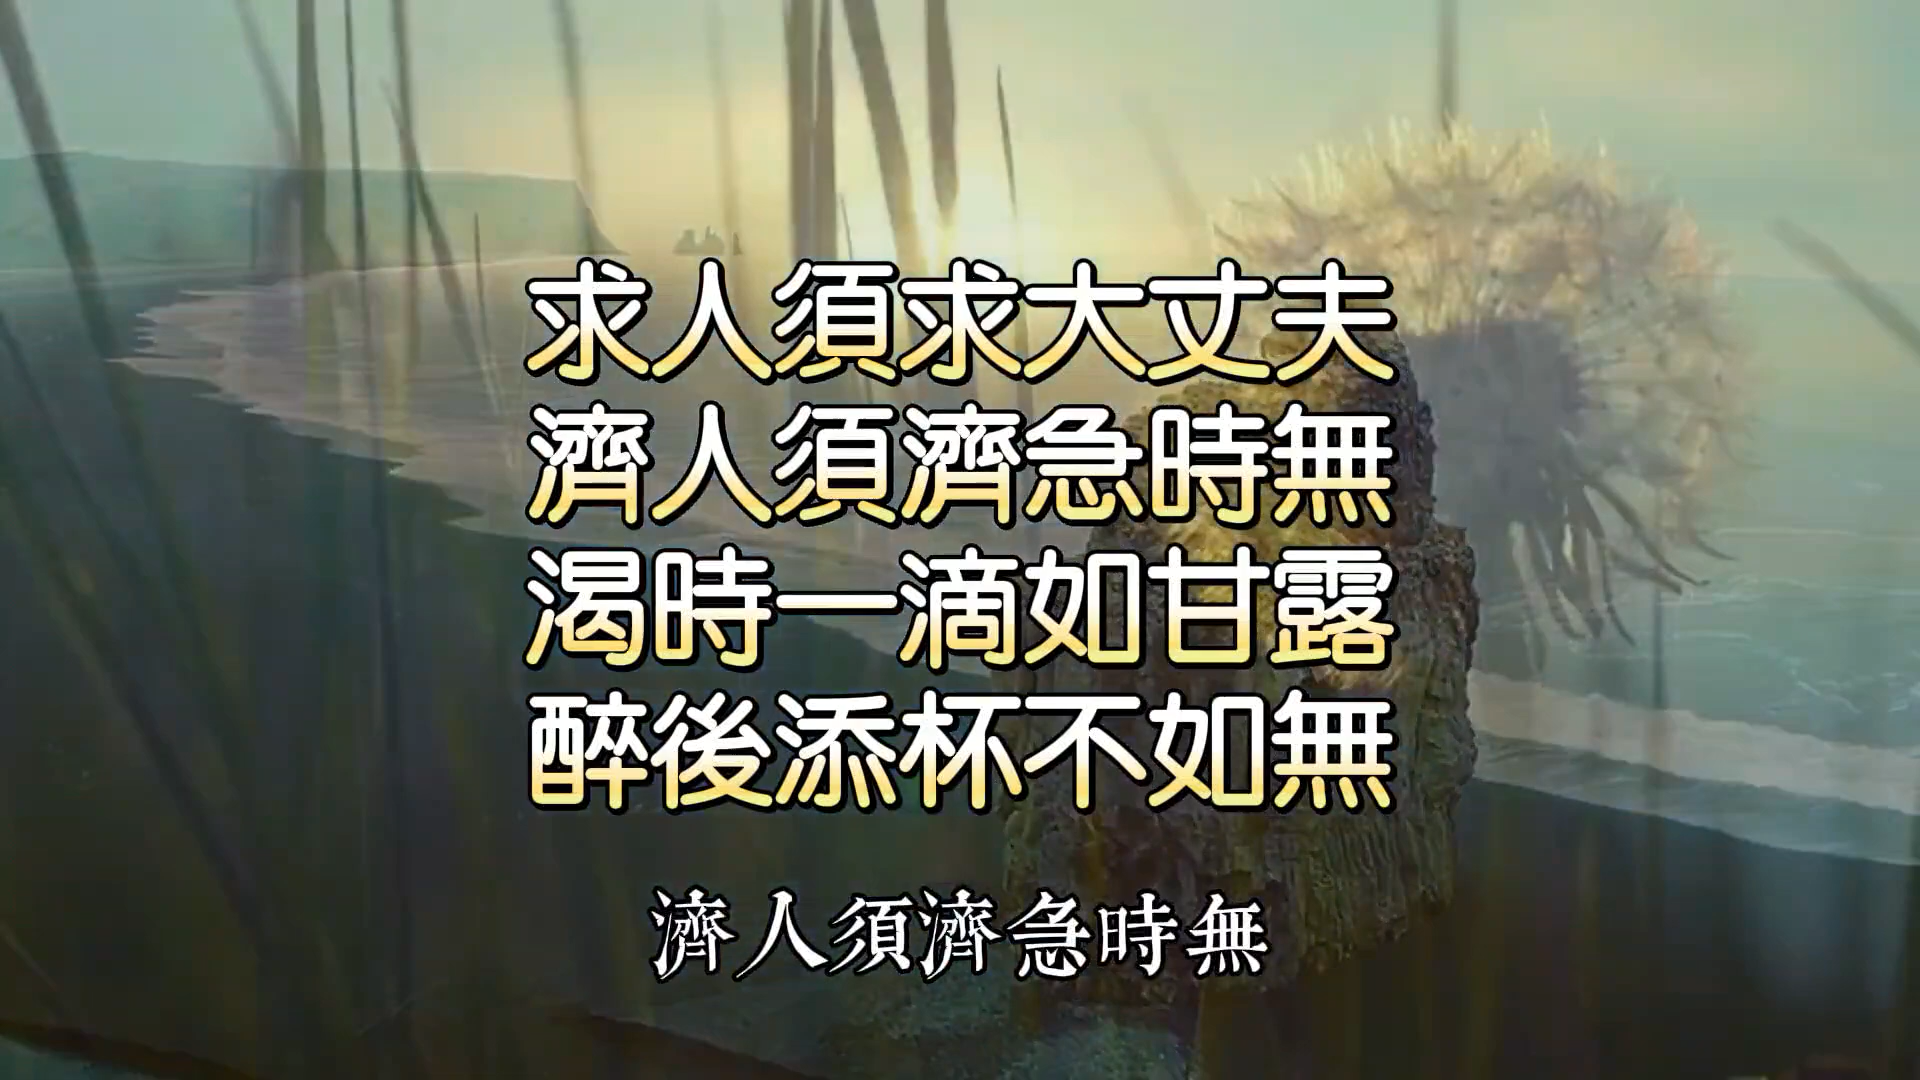 求人須求大丈夫
濟人須濟急時無
渴時一滴如甘露
醉後添杯不如無
濟人須濟急時無